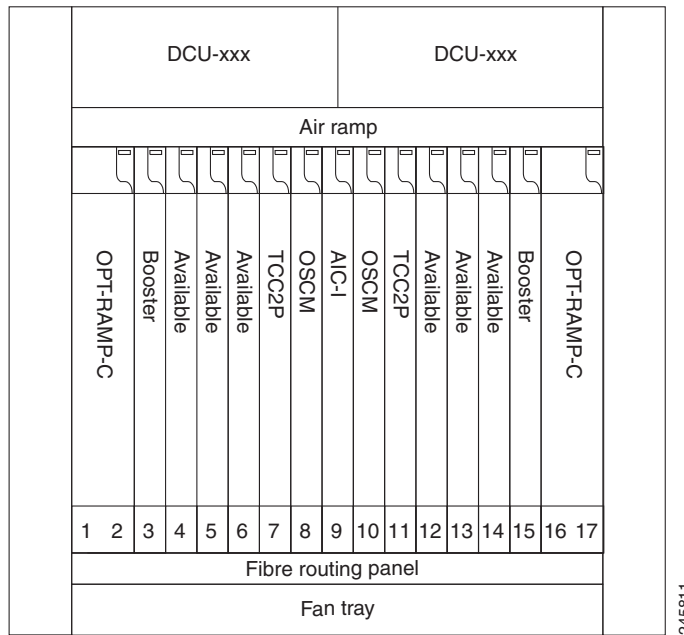 DCU-xxx DCU-xxx
Air ramp
OPT-RAMP-C
Booster
Available
Available
Available
TCC2P
OSCM
AIC-I
OSCM
TCC2P
Available
Available
Available
Booster
OPT-RAMP-C
1 2 3 4 5 6 7 8 9 10 11 12 13 14 15 16 17
Fibre routing panel
Fan tray
245811